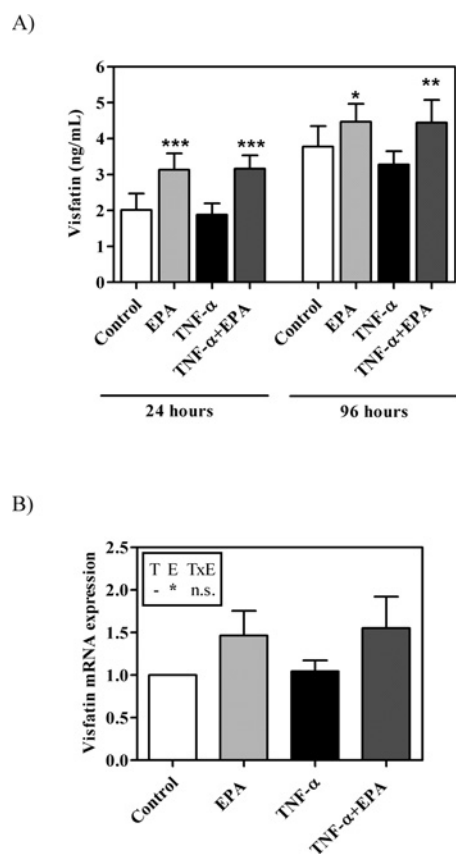 A)
Visfatin (ng/mL)
6
5
4
3
2
1
0
***
***
*
**
Control
EPA
TNF-α
TNF-α+EPA
Control
EPA
TNF-α
TNF-α+EPA
24 hours
96 hours
B)
Visfatin mRNA expression
2.5
2.0
1.5
1.0
0.5
0.0
T E TxE
- * n.s.
Control
EPA
TNF-α
TNF-α+EPA